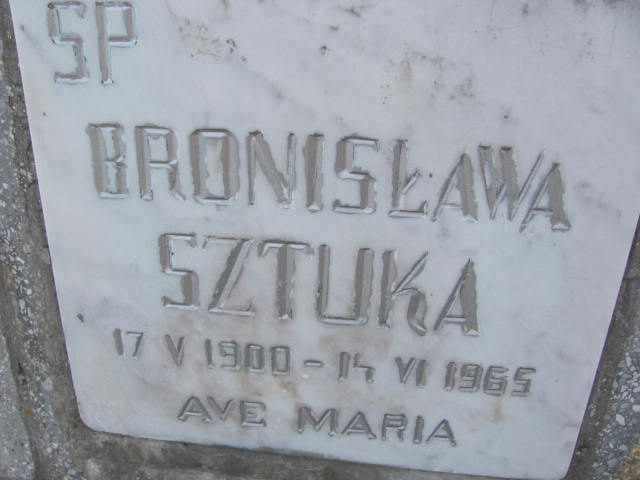 SP
BRONISŁAWA
SZTUKA
17 V 1900 - 14 VI 1965
AVE MARIA